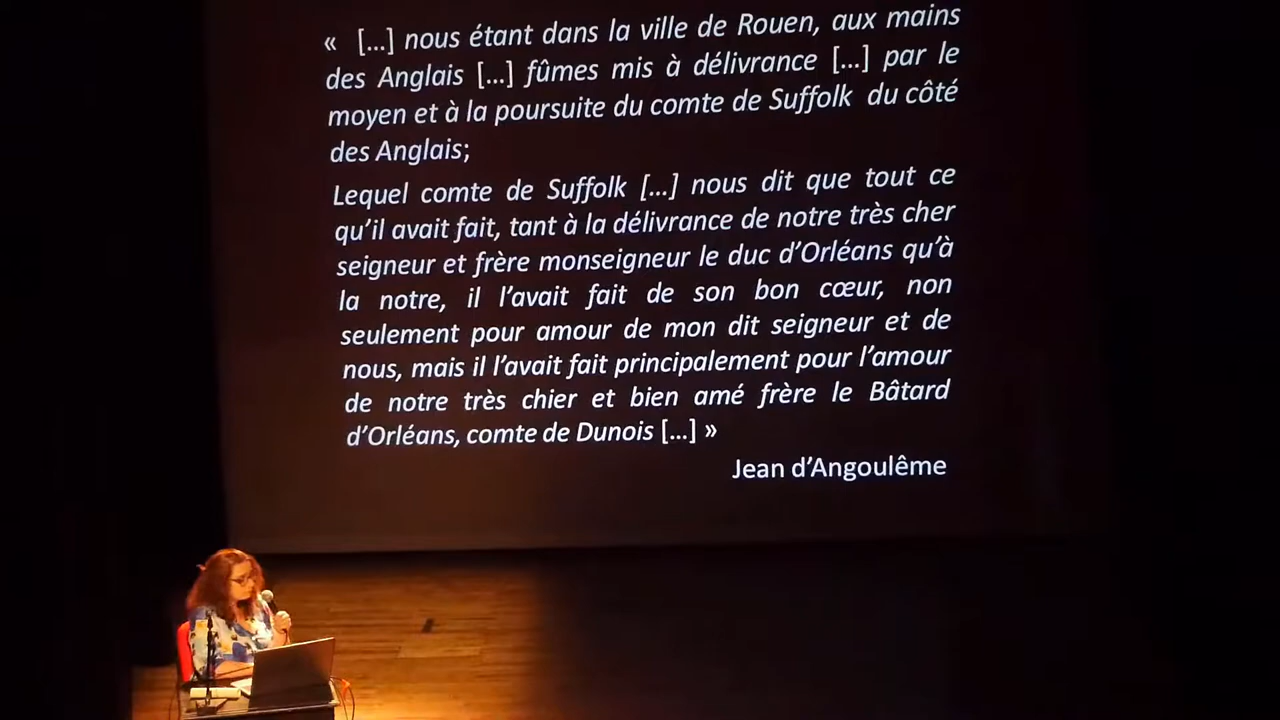 « […] nous étant dans la ville de Rouen, aux mains
des Anglais […] fûmes mis à délivrance […] par le
moyen et à la poursuite du comte de Suffolk du côté
des Anglais;
Lequel comte de Suffolk […] nous dit que tout ce
qu’il avait fait, tant à la délivrance de notre très cher
seigneur et frère monseigneur le duc d’Orléans qu’à
la notre, il l’avait fait de son bon cœur, non
seulement pour amour de mon dit seigneur et de
nous, mais il l’avait fait principalement pour l’amour
de notre très chier et bien amé frère le Bâtard
d’Orléans, comte de Dunois […] »
Jean d’Angoulême